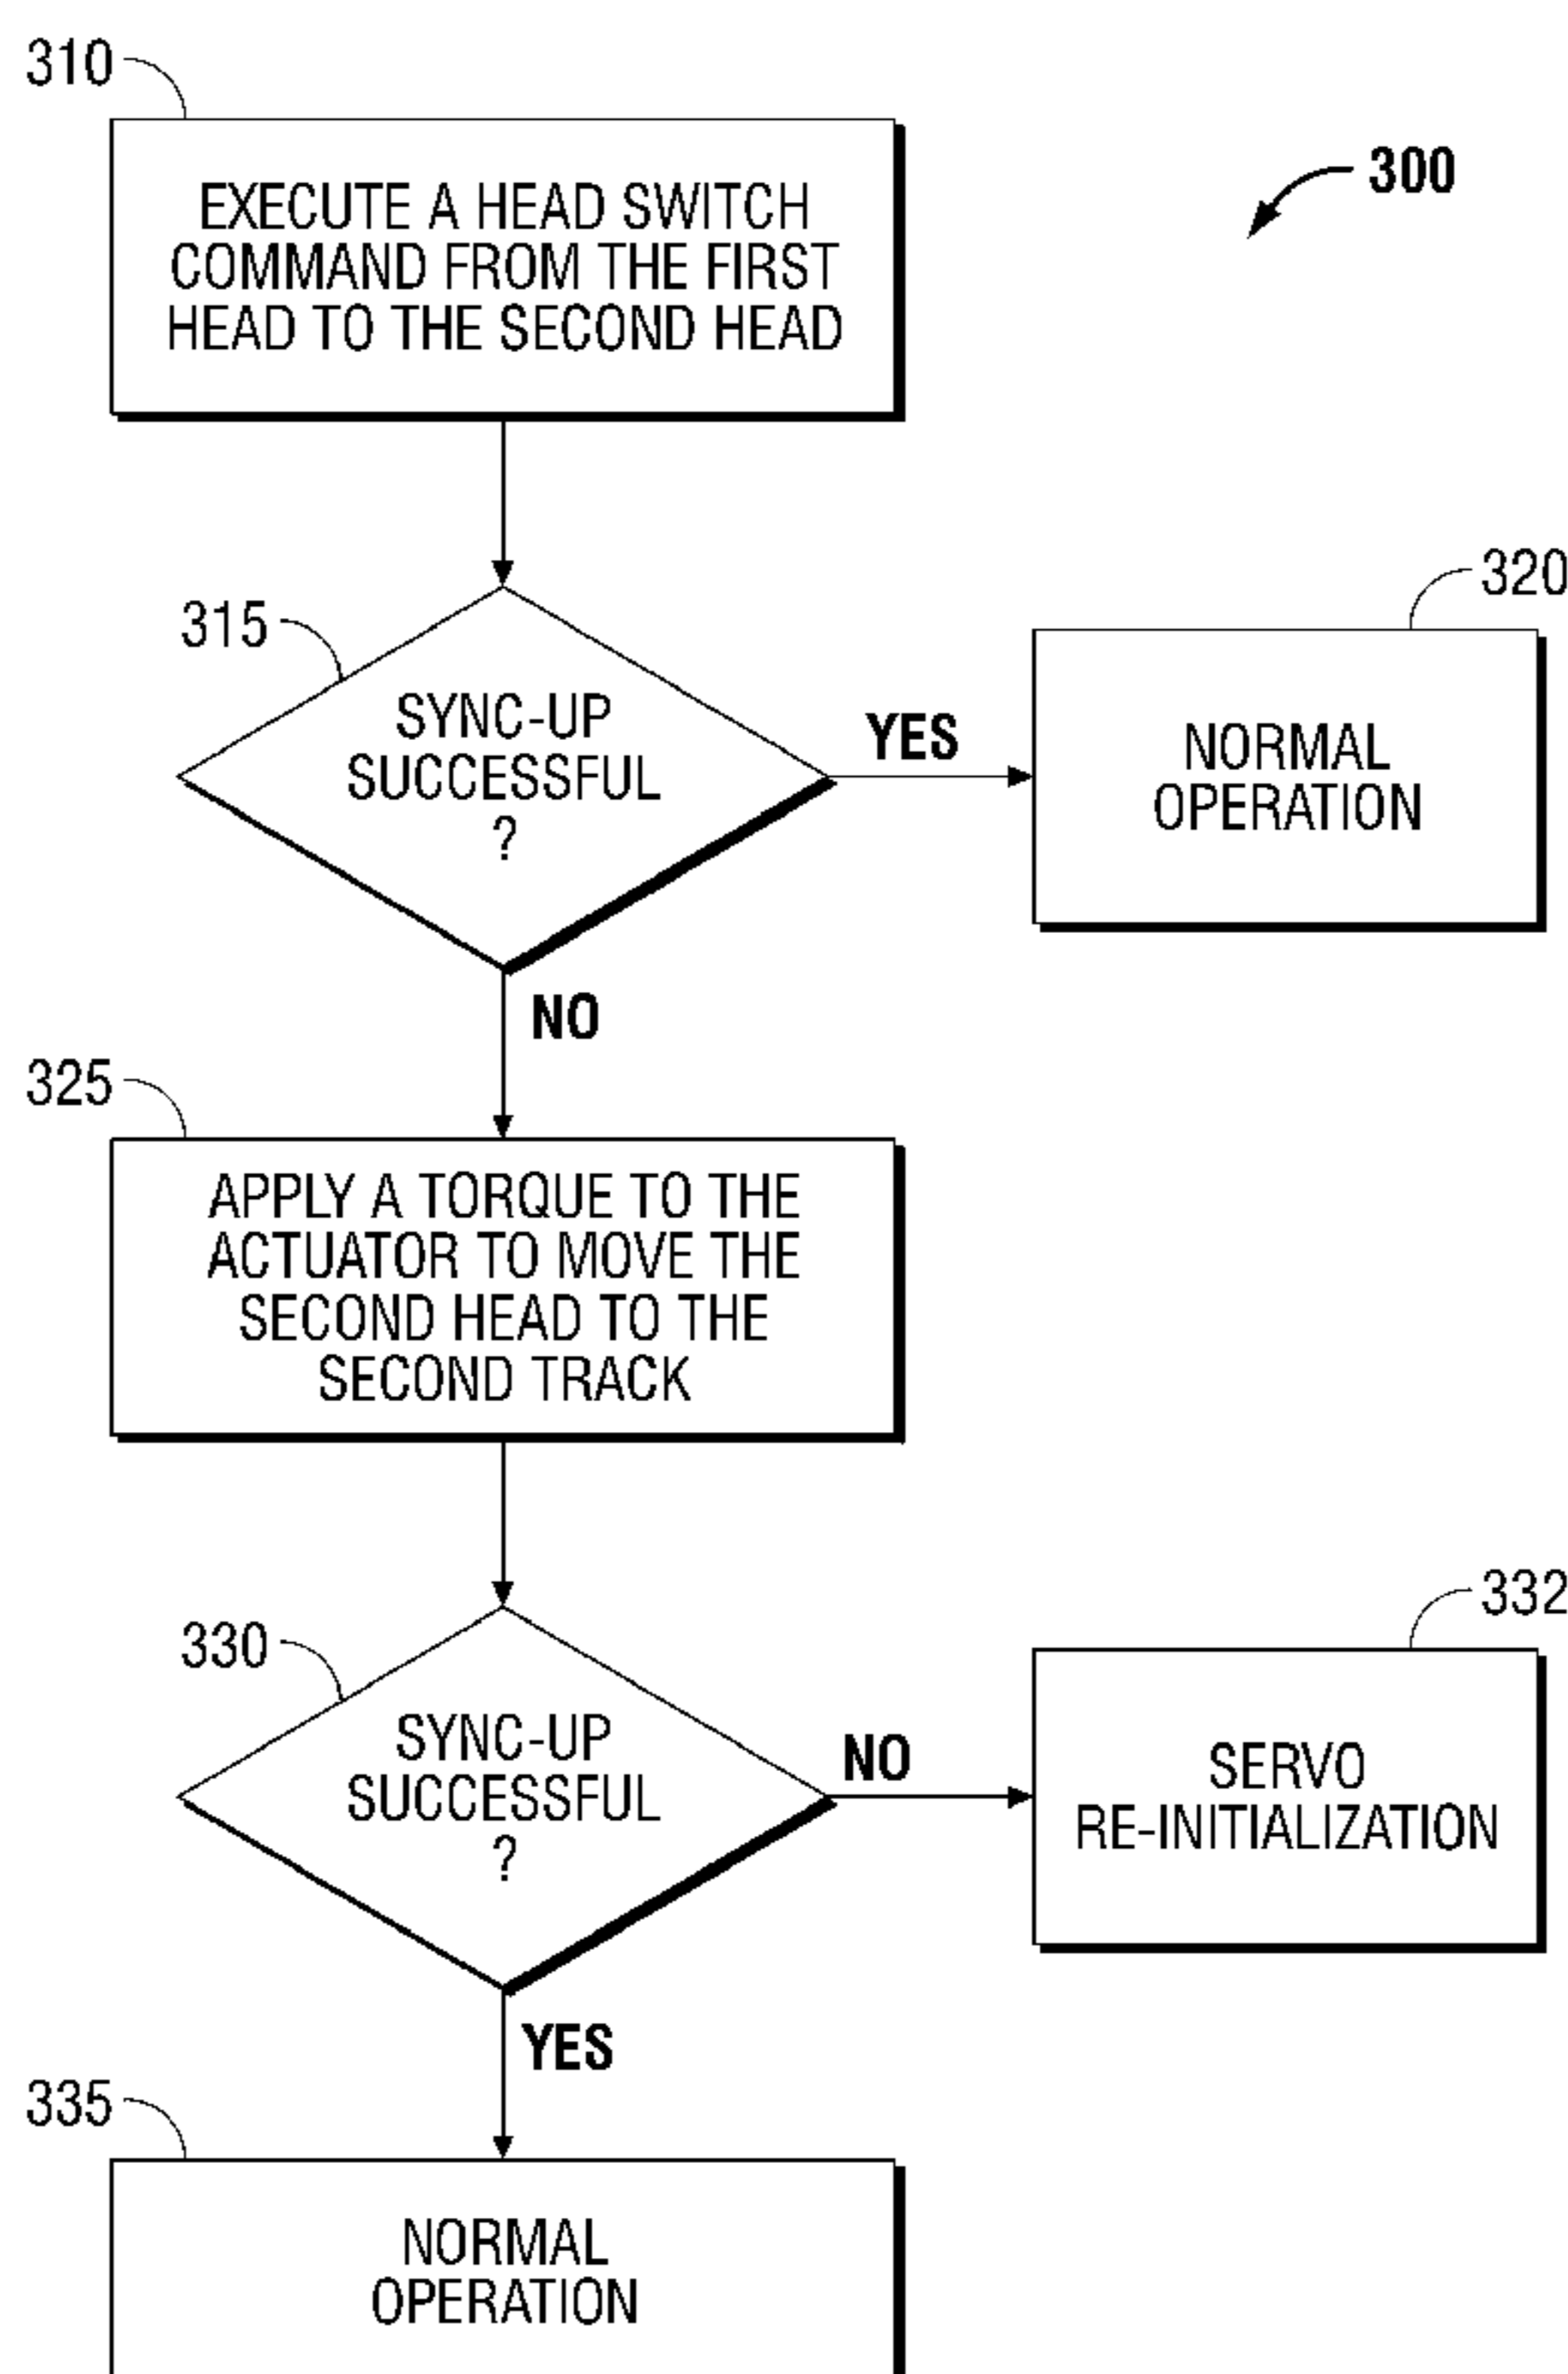 310
300
EXECUTE A HEAD SWITCH
COMMAND FROM THE FIRST
HEAD TO THE SECOND HEAD
315
SYNC-UP
SUCCESSFUL
?
YES
320
NORMAL
OPERATION
NO
325
APPLY A TORQUE TO THE
ACTUATOR TO MOVE THE
SECOND HEAD TO THE
SECOND TRACK
330
SYNC-UP
SUCCESSFUL
?
NO
332
SERVO
RE-INITIALIZATION
YES
335
NORMAL
OPERATION